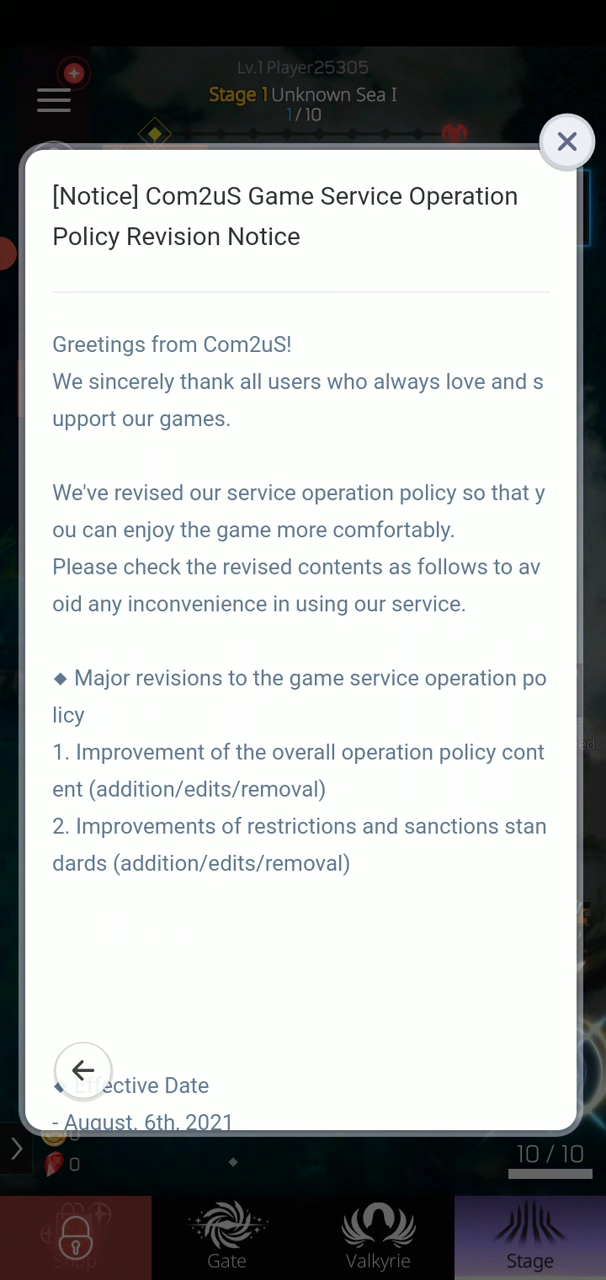 Lv.1 Player25305
Stage 1 Unknown Sea I
1/10
[Notice] Com2uS Game Service Operation
Policy Revision Notice
Greetings from Com2uS!
We sincerely thank all users who always love and s
upport our games.
We've revised our service operation policy so that y
ou can enjoy the game more comfortably.
Please check the revised contents as follows to av
oid any inconvenience in using our service.
◆ Major revisions to the game service operation po
licy
1. Improvement of the overall operation policy cont
ent (addition/edits/removal)
2. Improvements of restrictions and sanctions stan
dards (addition/edits/removal)
◆ Effective Date
- August, 6th, 2021
0
0
10 / 10
Shop
Gate
Valkyrie
Stage